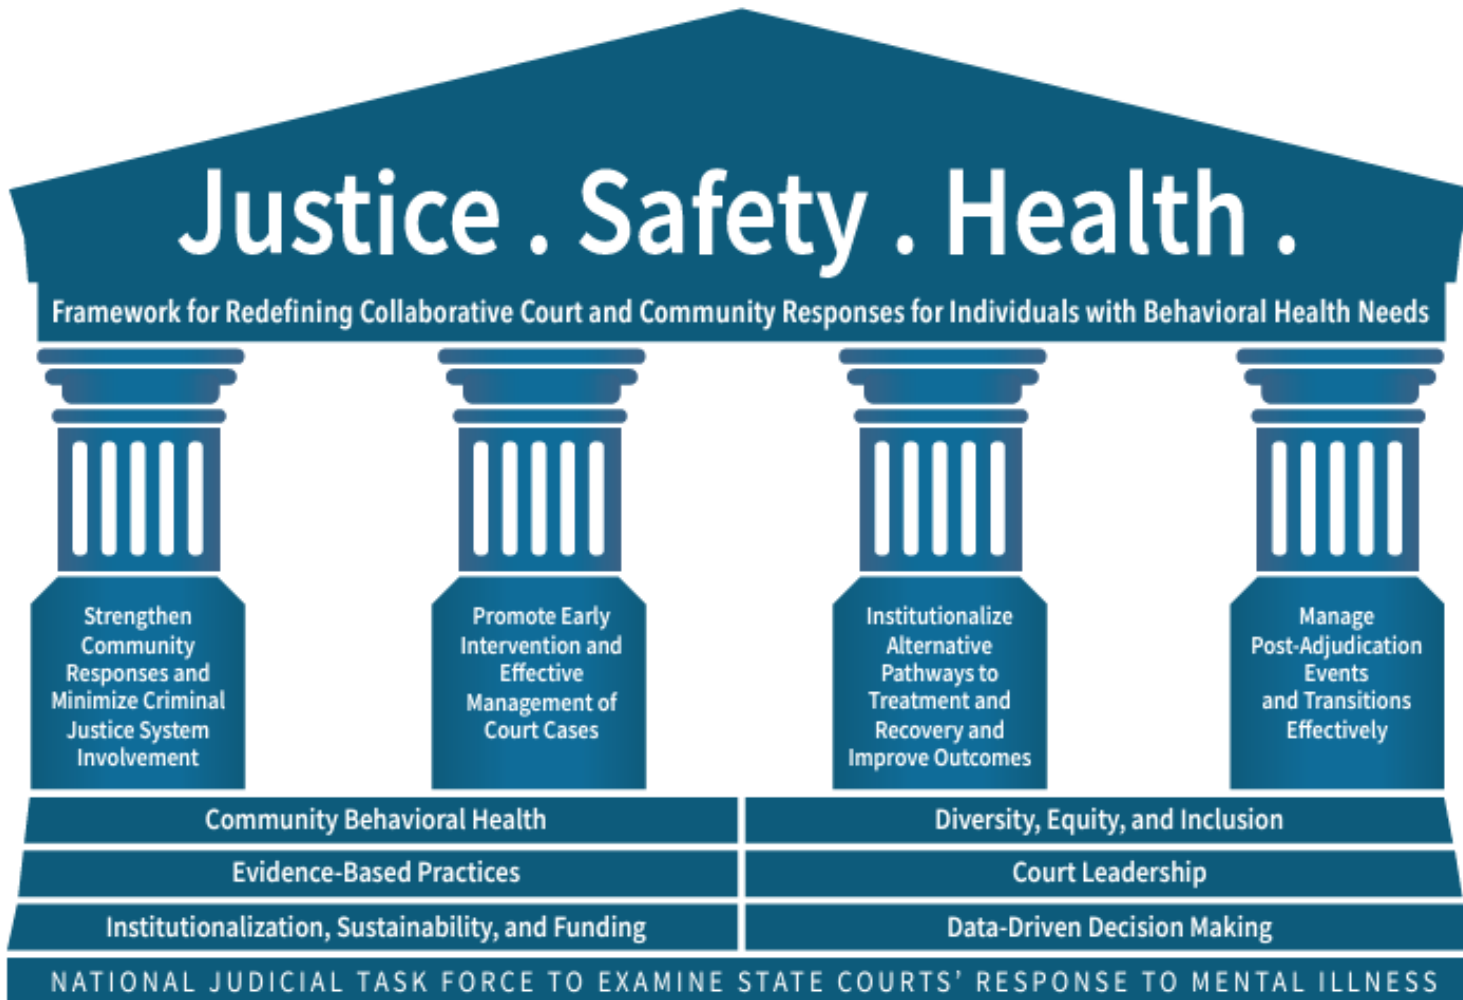 Justice . Safety . Health .
Framework for Redefining Collaborative Court and Community Responses for Individuals with Behavioral Health Needs
Strengthen
Community
Responses and
Minimize Criminal
Justice System
Involvement
Promote Early
Intervention and
Effective
Management of
Court Cases
Institutionalize
Alternative
Pathways to
Treatment and
Recovery and
Improve Outcomes
Manage
Post-Adjudication
Events
and Transitions
Effectively
Community Behavioral Health
Diversity, Equity, and Inclusion
Evidence-Based Practices
Court Leadership
Institutionalization, Sustainability, and Funding
Data-Driven Decision Making
NATIONAL JUDICIAL TASK FORCE TO EXAMINE STATE COURTS’ RESPONSE TO MENTAL ILLNESS